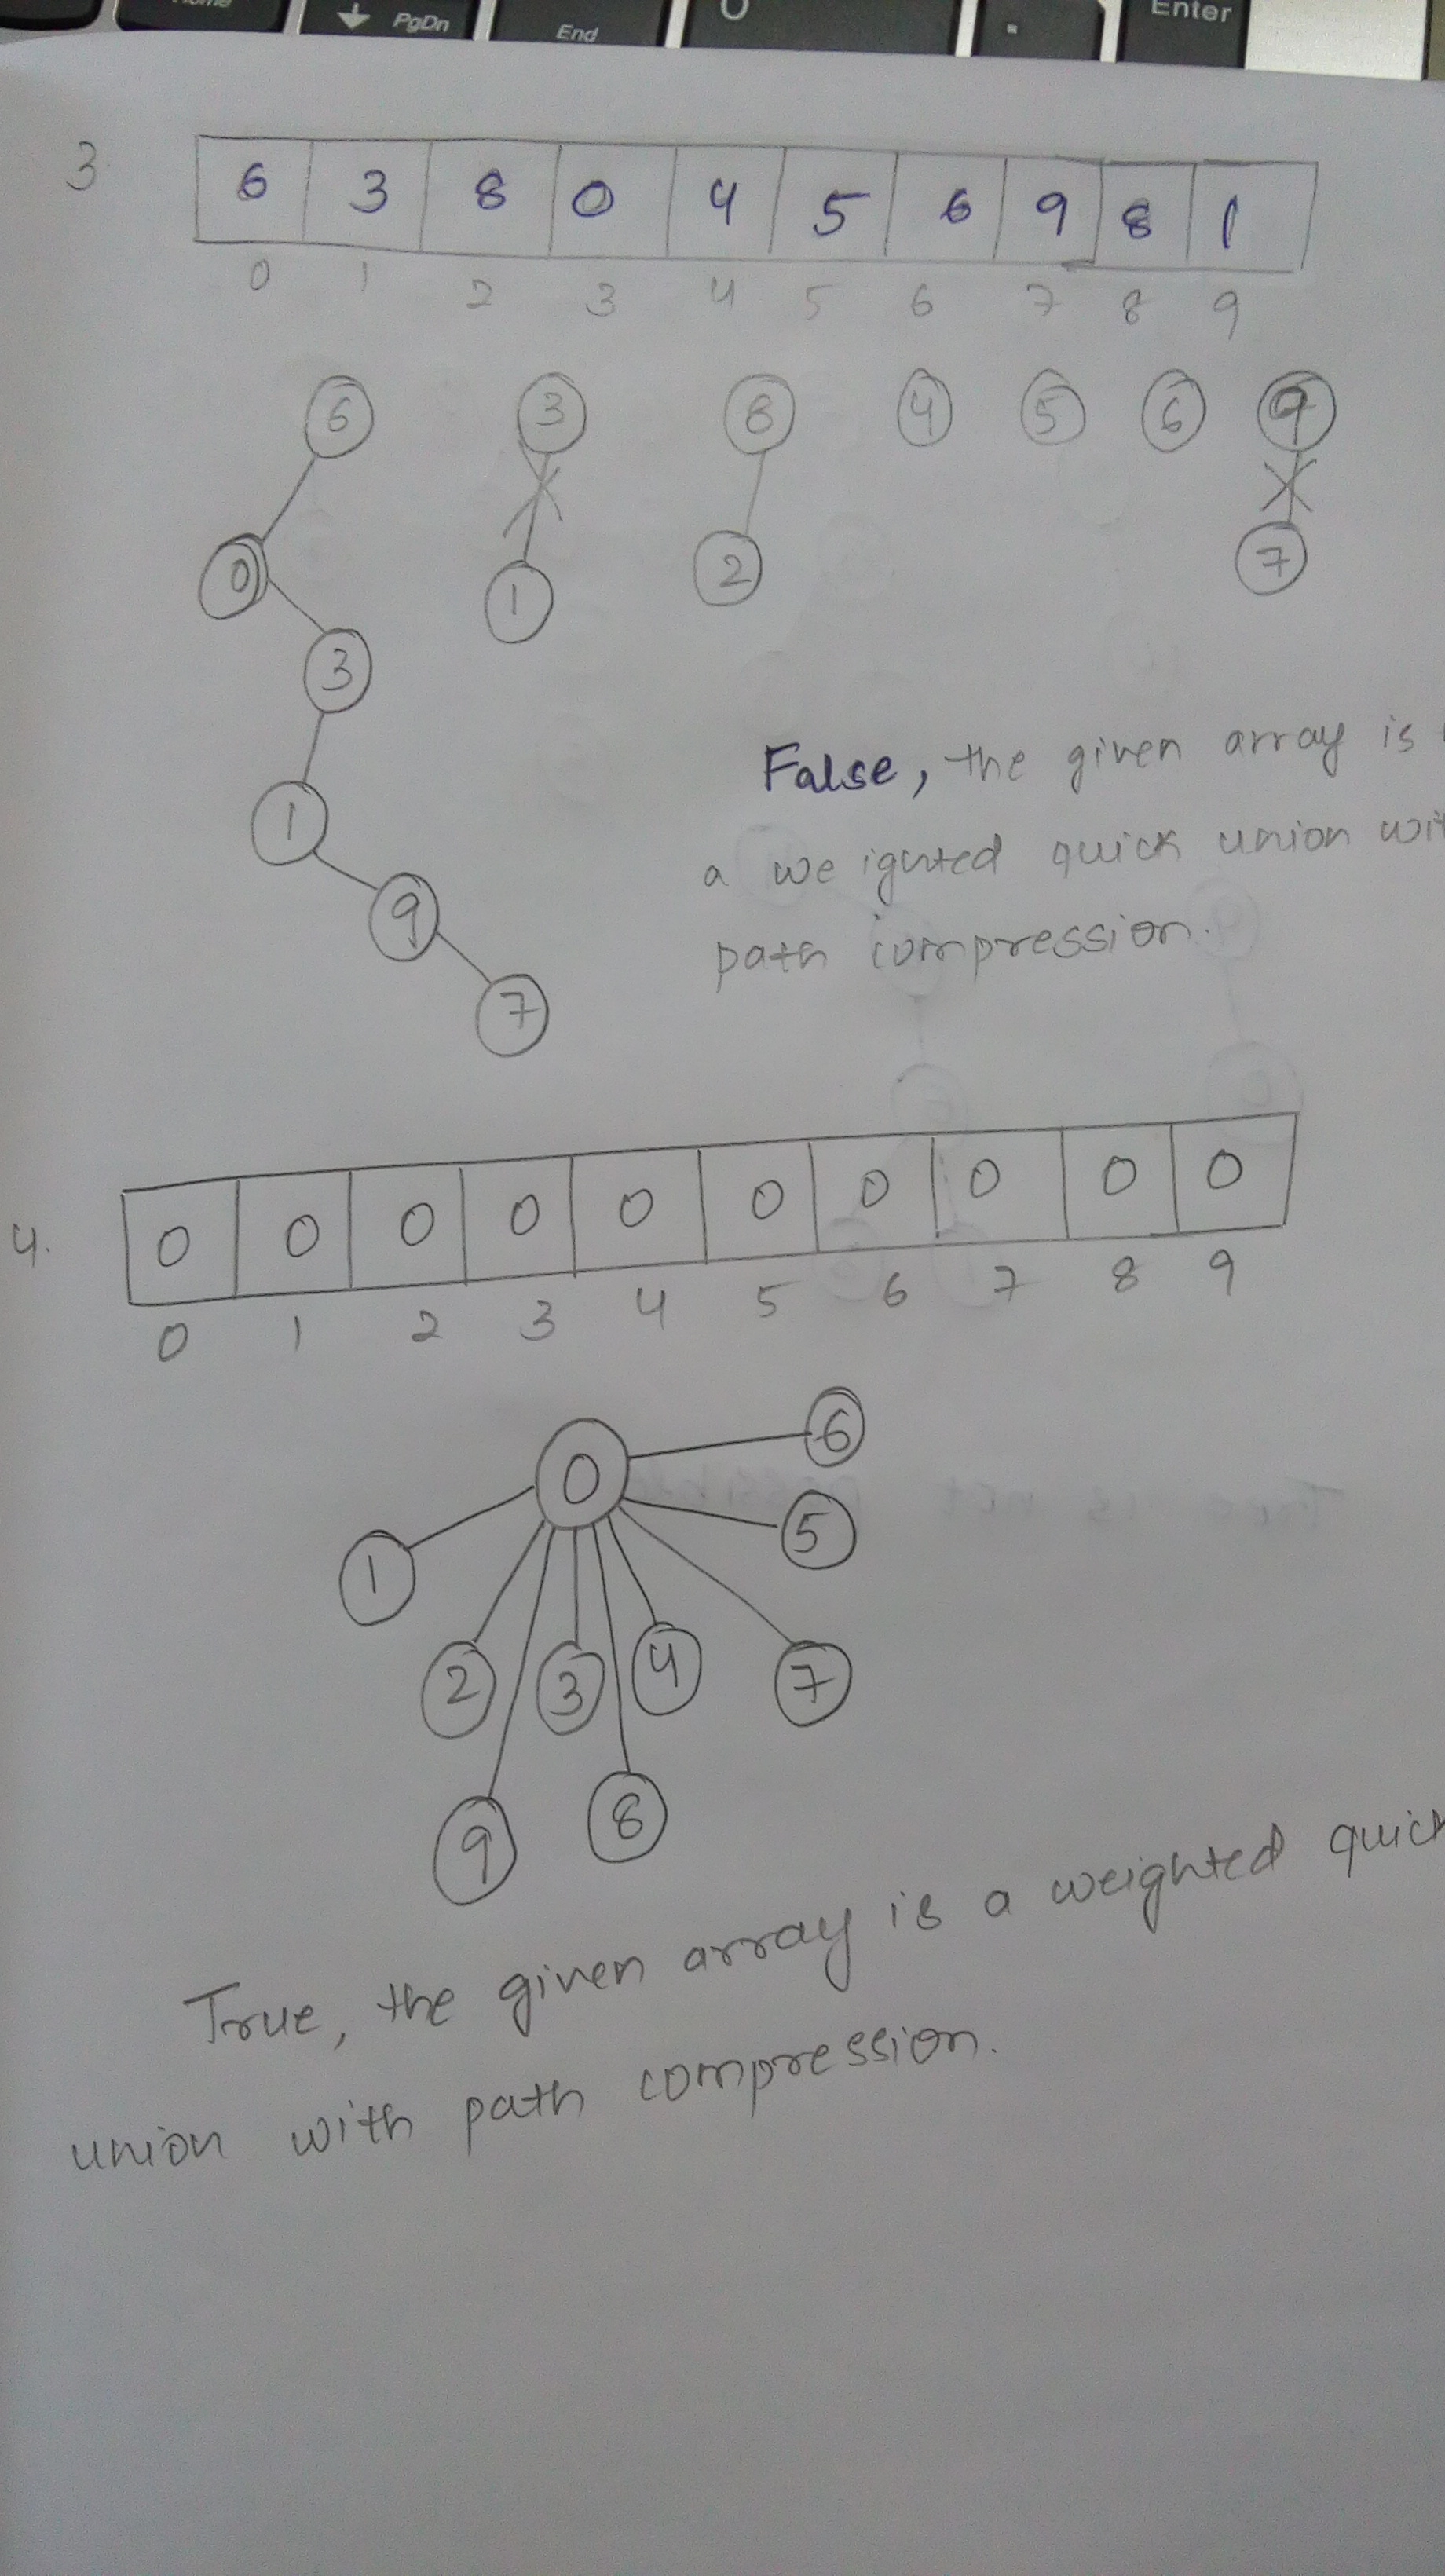 Home
PgDn
End
0
.
Enter
3.
6 3 8 0 4 5 6 9 8 1
0 1 2 3 4 5 6 7 8 9
6 3 8 4 5 6 9
0 1 2 7
3
1
9
7
False, the given array is
a weighted quick union wit
path compression.
4.
0 0 0 0 0 0 0 0 0 0
0 1 2 3 4 5 6 7 8 9
0 6
1 5
2 3 4 7
9 8
True, the given array is a weighted quick
union with path compression.